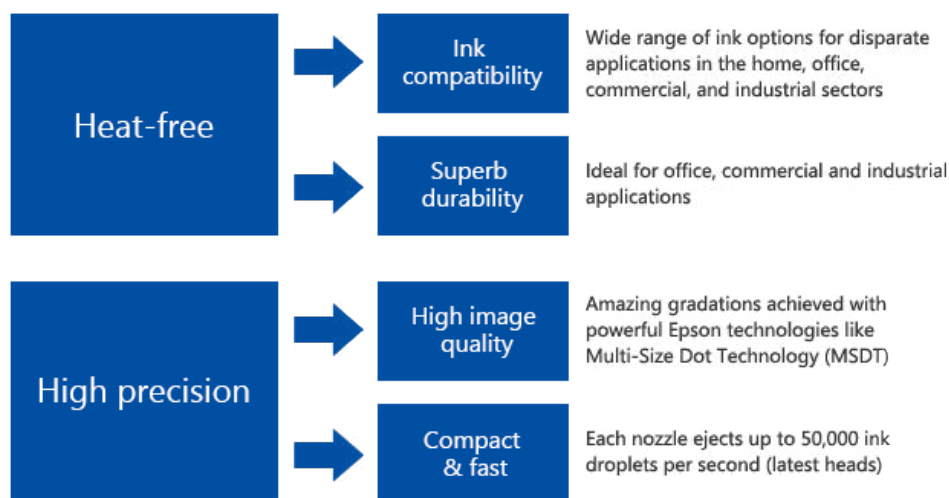 Heat-free
Ink
compatibility
Wide range of ink options for disparate
applications in the home, office,
commercial, and industrial sectors
Superb
durability
Ideal for office, commercial and industrial
applications
High precision
High image
quality
Amazing gradations achieved with
powerful Epson technologies like
Multi-Size Dot Technology (MSDT)
Compact
& fast
Each nozzle ejects up to 50,000 ink
droplets per second (latest heads)